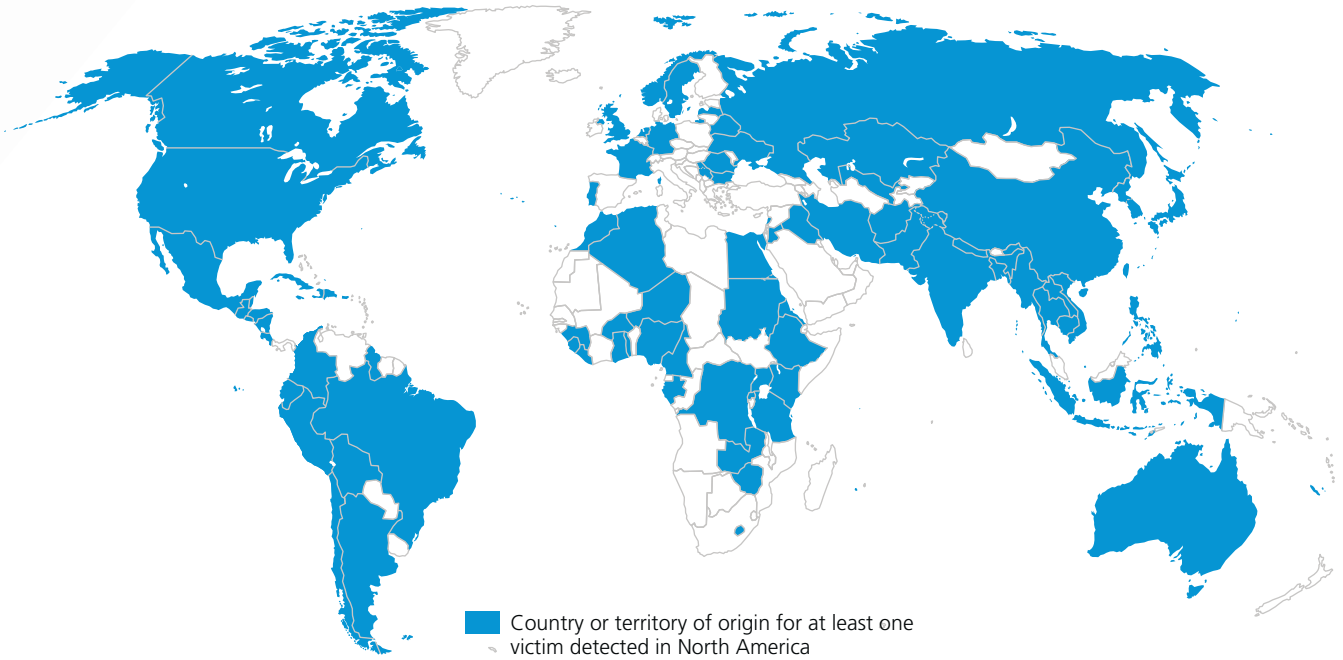 Country or territory of origin for at least one
victim detected in North America